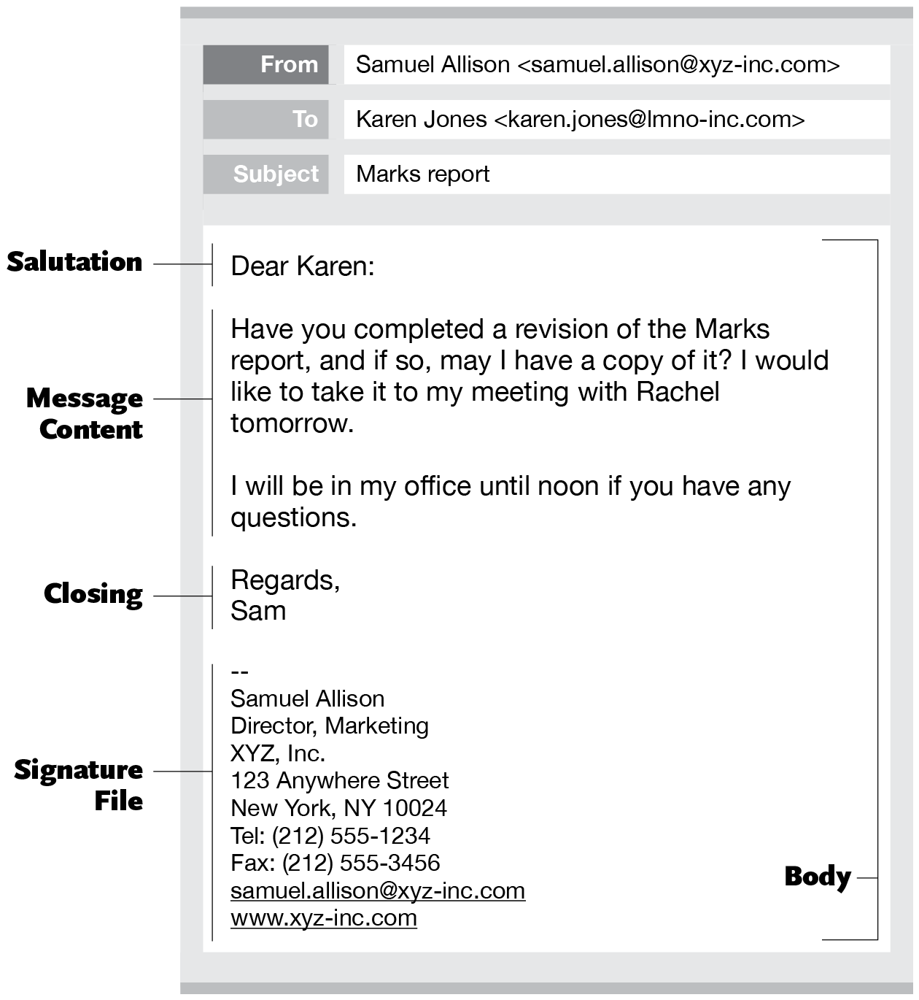 From Samuel Allison <samuel.allison@xyz-inc.com>
To Karen Jones <karen.jones@lmno-inc.com>
Subject Marks report
Salutation
Dear Karen:
Message
Content
Have you completed a revision of the Marks
report, and if so, may I have a copy of it? I would
like to take it to my meeting with Rachel
tomorrow.
I will be in my office until noon if you have any
questions.
Closing
Regards,
Sam
Signature
File
--
Samuel Allison
Director, Marketing
XYZ, Inc.
123 Anywhere Street
New York, NY 10024
Tel: (212) 555-1234
Fax: (212) 555-3456
samuel.allison@xyz-inc.com
www.xyz-inc.com
Body